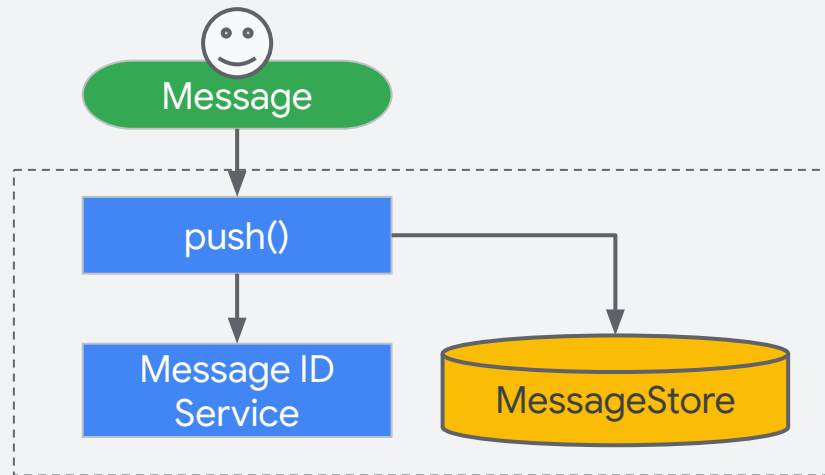 Message
push()
Message ID
Service
MessageStore